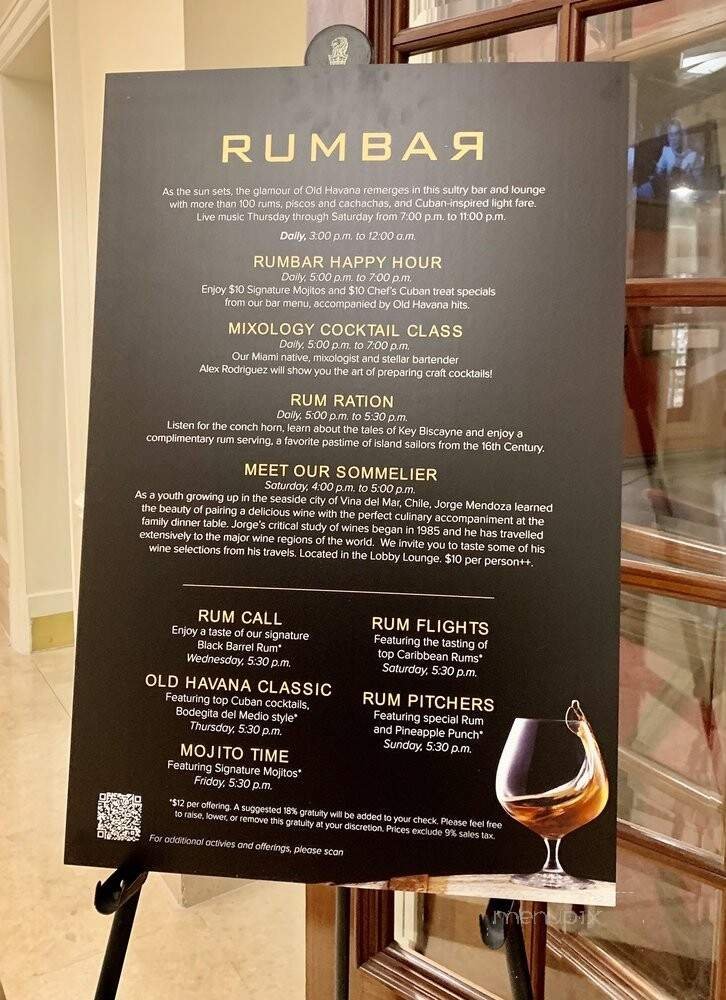 RUMBAR
As the sun sets, the glamour of Old Havana remerges in this sultry bar and lounge
with more than 100 rums, piscos and cachachas, and Cuban-inspired light fare.
Live music Thursday through Saturday from 7:00 p.m. to 11:00 p.m.
Daily, 3:00 p.m. to 12:00 a.m.
RUMBAR HAPPY HOUR
Daily, 5:00 p.m. to 7:00 p.m.
Enjoy $10 Signature Mojitos and $10 Chef's Cuban treat specials
from our bar menu, accompanied by Old Havana hits.
MIXOLOGY COCKTAIL CLASS
Daily, 5:00 p.m. to 7:00 p.m.
Our Miami native, mixologist and stellar bartender
Alex Rodriguez will show you the art of preparing craft cocktails!
RUM RATION
Daily, 5:00 p.m. to 5:30 p.m.
Listen for the conch horn, learn about the tales of Key Biscayne and enjoy a
complimentary rum serving, a favorite pastime of island sailors from the 16th Century.
MEET OUR SOMMELIER
Saturday, 4:00 p.m. to 5:00 p.m.
As a youth growing up in the seaside city of Vina del Mar, Chile, Jorge Mendoza learned
the beauty of pairing a delicious wine with the perfect culinary accompaniment at the
family dinner table. Jorge's critical study of wines began in 1985 and he has travelled
extensively to the major wine regions of the world. We invite you to taste some of his
wine selections from his travels. Located in the Lobby Lounge. $10 per person++.
RUM CALL
Enjoy a taste of our signature
Black Barrel Rum*
Wednesday, 5:30 p.m.
RUM FLIGHTS
Featuring the tasting of
top Caribbean Rums*
Saturday, 5:30 p.m.
OLD HAVANA CLASSIC
Featuring top Cuban cocktails,
Bodegita del Medio style*
Thursday, 5:30 p.m.
RUM PITCHERS
Featuring special Rum
and Pineapple Punch*
Sunday, 5:30 p.m.
MOJITO TIME
Featuring Signature Mojitos*
Friday, 5:30 p.m.
*$12 per offering. A suggested 18% gratuity will be added to your check. Please feel free
to raise, lower, or remove this gratuity at your discretion. Prices exclude 9% sales tax.
For additional activies and offerings, please scan
menupix